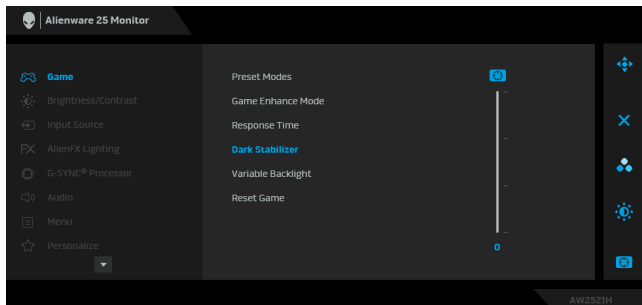 Alienware 25 Monitor
Game
Brightness/Contrast
Input Source
AlienFX Lighting
G-SYNC® Processor
Audio
Menu
Personalize
Preset Modes
Game Enhance Mode
Response Time
Dark Stabilizer
Variable Backlight
Reset Game
0
AW2521H